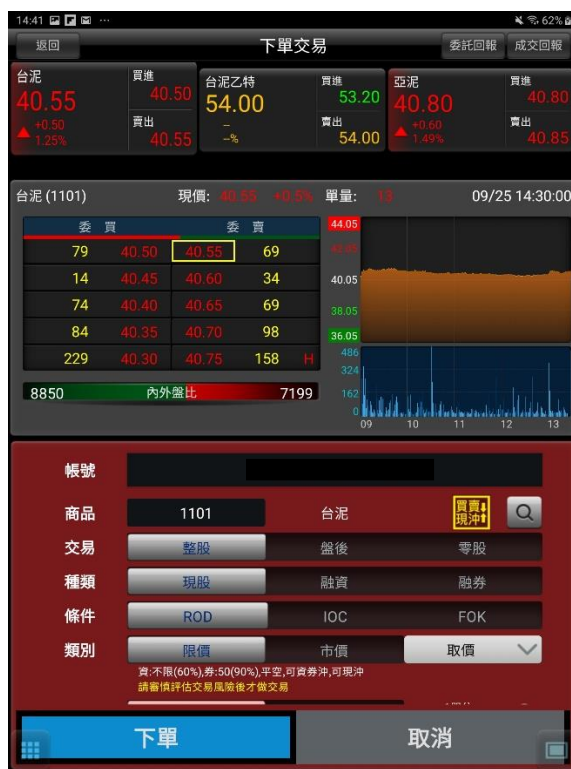 14:41 62%
返回 下單交易 委託回報 成交回報
台泥 買進 台泥乙特 買進 亞泥 買進
40.55 40.50 54.00 53.20 40.80 40.80
+0.50 賣出 – 賣出 +0.60 賣出
1.25% 40.55 –% 54.00 1.49% 40.85
台泥 (1101) 現價: 40.55 +0.5% 單量: 13 09/25 14:30:00
委 買 委 賣 44.05
79 40.50 40.55 69
14 40.45 40.60 34 40.05
74 40.40 40.65 69 38.05
84 40.35 40.70 98 36.05
229 40.30 40.75 158 H 486
324
8850 內外盤比 7199 162
0
09 10 11 12 13
帳號
商品 1101 台泥 買賣現沖
交易 整股 盤後 零股
種類 現股 融資 融券
條件 ROD IOC FOK
類別 限價 市價 取價
資:不限(60%),券:50(90%),平空,可資券沖,可現沖
請審慎評估交易風險後才做交易
下單 取消